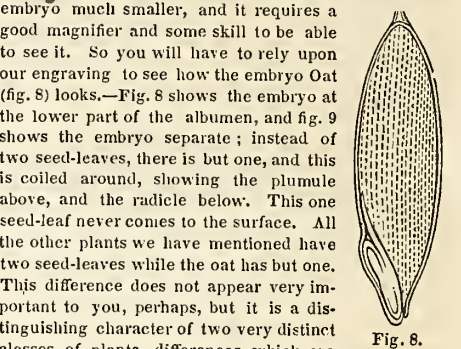 embryo much smaller, and it requires a
good magnifier and some skill to be able
to see it. So you will have to rely upon
our engraving to see how the embryo Oat
(fig. 8) looks.—Fig. 8 shows the embryo at
the lower part of the albumen, and fig. 9
shows the embryo separate; instead of
two seed-leaves, there is but one, and this
is coiled around, showing the plumule
above, and the radicle below. This one
seed-leaf never comes to the surface. All
the other plants we have mentioned have
two seed-leaves while the oat has but one.
This difference does not appear very im-
portant to you, perhaps, but it is a dis-
tinguishing character of two very distinct
classes of plants, differences which
Fig. 8.